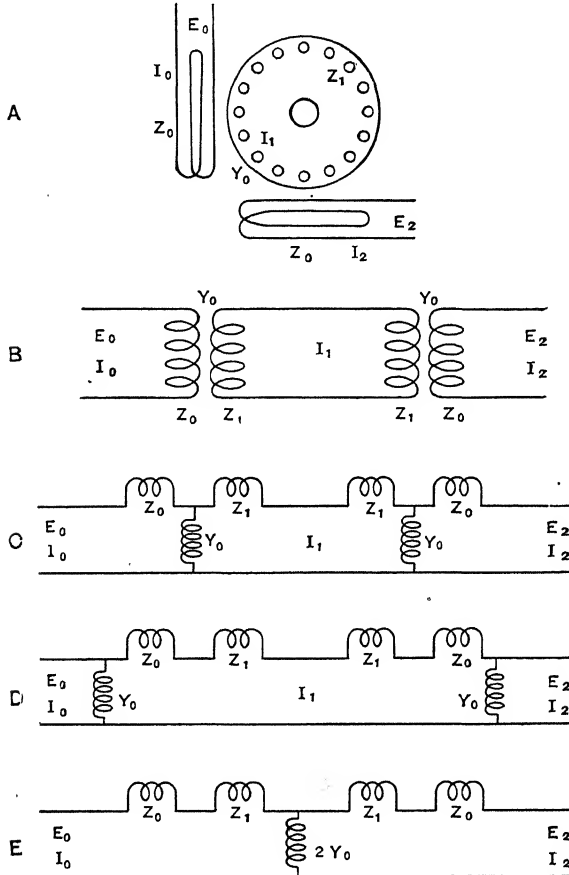 A
E₀
I₀
Z₀
Z₁
I₁
Y₀
E₂
Z₀ I₂
B
Y₀ Y₀
E₀ E₂
I₀ I₁ I₂
Z₀ Z₁ Z₁ Z₀
C
Z₀ Z₁ Z₁ Z₀
E₀ Y₀ I₁ Y₀ E₂
I₀ I₂
D
Z₀ Z₁ Z₁ Z₀
E₀ Y₀ I₁ Y₀ E₂
I₀ I₂
E
Z₀ Z₁ Z₁ Z₀
E₀ E₂
I₀ 2Y₀ I₂